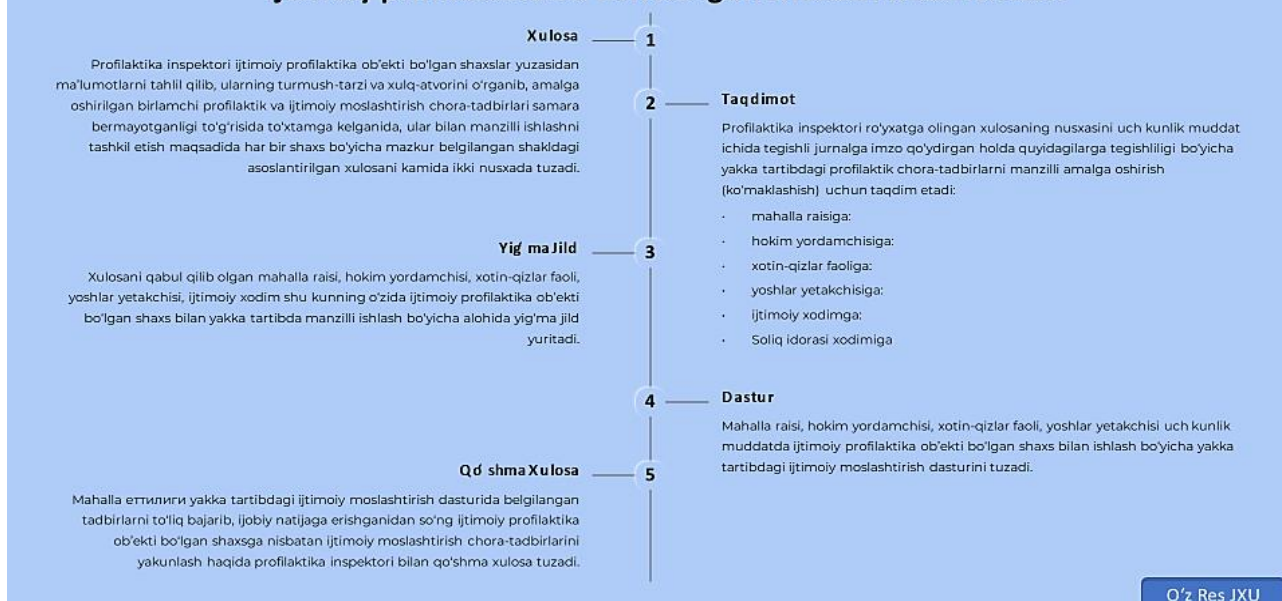 Xulosa
1
Profilaktika inspektori ijtimoiy profilaktika ob'ekti bo'lgan shaxslar yuzasidan
ma'lumotlarni tahlil qilib, ularning turmush-tarzi va xulq-atvorini o'rganib, amalga
oshirilgan birlamchi profilaktik va ijtimoiy moslashtirish chora-tadbirlari samara
bermayotganligi to'g'risida to'xtamga kelganida, ular bilan manzilli ishlashni
tashkil etish maqsadida har bir shaxs bo'yicha mazkur belgilangan shakldagi
asoslantirilgan xulosani kamida ikki nusxada tuzadi.
2
Taqdimot
Profilaktika inspektori ro'yxatga olingan xulosaning nusxasini uch kunlik muddat
ichida tegishli jurnalga imzo qo'ydirgan holda quyidagilarga tegishliligi bo'yicha
yakka tartibdagi profilaktik chora-tadbirlarni manzilli amalga oshirish
(ko'maklashish) uchun taqdim etadi:
· mahalla raisiga:
· hokim yordamchisiga:
· xotin-qizlar faoliga:
· yoshlar yetakchisiga:
· ijtimoiy xodimga:
· Soliq idorasi xodimiga
Yig'ma Jild
3
Xulosani qabul qilib olgan mahalla raisi, hokim yordamchisi, xotin-qizlar faoli,
yoshlar yetakchisi, ijtimoiy xodim shu kunning o'zida ijtimoiy profilaktika ob'ekti
bo'lgan shaxs bilan yakka tartibda manzilli ishlash bo'yicha alohida yig'ma jild
yuritadi.
4
Dastur
Mahalla raisi, hokim yordamchisi, xotin-qizlar faoli, yoshlar yetakchisi uch kunlik
muddatda ijtimoiy profilaktika ob'ekti bo'lgan shaxs bilan ishlash bo'yicha yakka
tartibdagi ijtimoiy moslashtirish dasturini tuzadi.
Qo'shma Xulosa
5
Mahalla еттилиги yakka tartibdagi ijtimoiy moslashtirish dasturida belgilangan
tadbirlarni to'liq bajarib, ijobiy natijaga erishganidan so'ng ijtimoiy profilaktika
ob'ekti bo'lgan shaxsga nisbatan ijtimoiy moslashtirish chora-tadbirlarini
yakunlash haqida profilaktika inspektori bilan qo'shma xulosa tuzadi.
O'z Res JXU